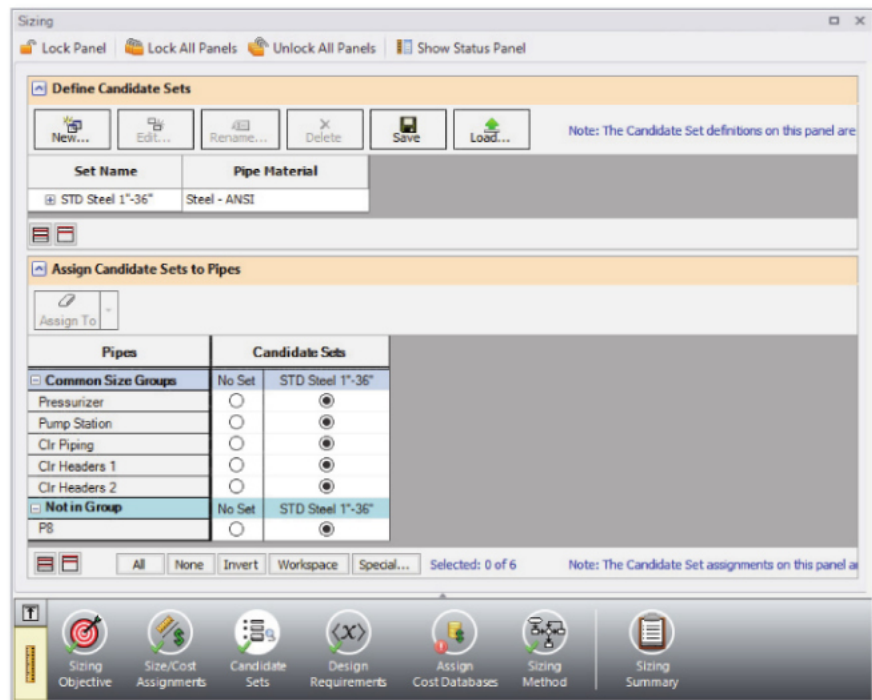 Sizing
Lock Panel Lock All Panels Unlock All Panels Show Status Panel
Define Candidate Sets
New... Edit... Rename... Delete Save Load... Note: The Candidate Set definitions on this panel are
Set Name Pipe Material
STD Steel 1"-36" Steel - ANSI
Assign Candidate Sets to Pipes
Assign To
Pipes Candidate Sets
Common Size Groups No Set STD Steel 1"-36"
Pressurizer
Pump Station
Clr Piping
Clr Headers 1
Clr Headers 2
Not in Group No Set STD Steel 1"-36"
P8
All None Invert Workspace Special... Selected: 0 of 6 Note: The Candidate Set assignments on this panel a
Sizing Size/Cost Candidate Design Assign Sizing Sizing
Objective Assignments Sets Requirements Cost Databases Method Summary